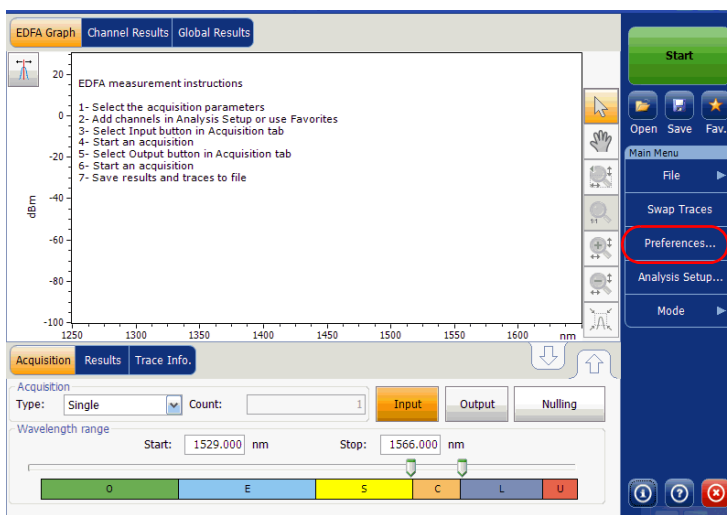 EDFA Graph Channel Results Global Results
20
0
-20
-40
-60
-80
-100
dBm
EDFA measurement instructions
1- Select the acquisition parameters
2- Add channels in Analysis Setup or use Favorites
3- Select Input button in Acquisition tab
4- Start an acquisition
5- Select Output button in Acquisition tab
6- Start an acquisition
7- Save results and traces to file
1250 1300 1350 1400 1450 1500 1550 1600 nm
1:1
Start
Open Save Fav.
Main Menu
File
Swap Traces
Preferences...
Analysis Setup...
Mode
Acquisition Results Trace Info.
Acquisition
Type: Single Count: 1 Input Output Nulling
Wavelength range
Start: 1529.000 nm Stop: 1566.000 nm
O E S C L U